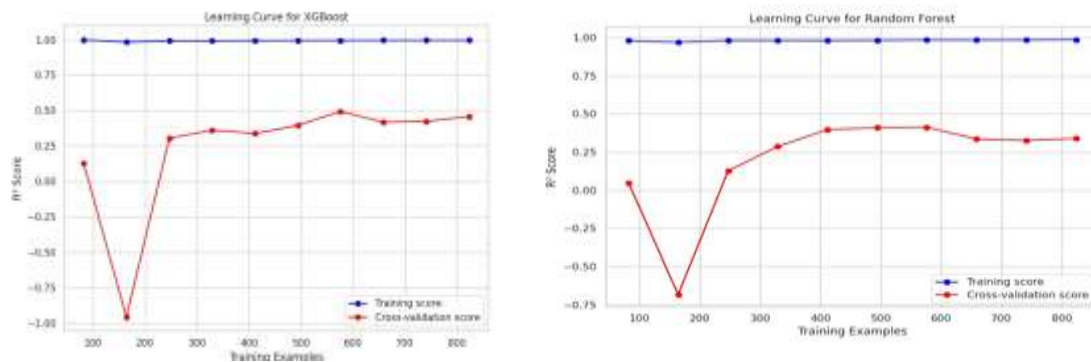 Learning Curve for XGBoost
1.00
0.75
0.50
0.25
0.00
−0.25
−0.50
−0.75
−1.00
R² Score
100 200 300 400 500 600 700 800
Training Examples
Training score
Cross-validation score
Learning Curve for Random Forest
1.00
0.75
0.50
0.25
0.00
−0.25
−0.50
−0.75
R² Score
100 200 300 400 500 600 700 800
Training Examples
Training score
Cross-validation score